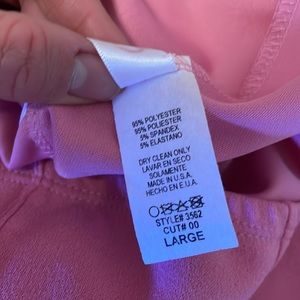 95% POLYESTER
95% POLIESTER
5% SPANDEX
5% ELASTANO
DRY CLEAN ONLY
LAVAR EN SECO
SOLAMENTE
MADE IN U.S.A.
HECHO EN E.U.A.
STYLE# 3562
CUT# 00
LARGE